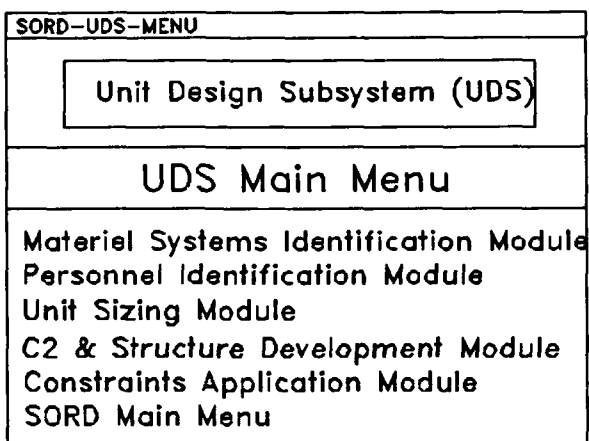 SORD-UDS-MENU
Unit Design Subsystem (UDS)
UDS Main Menu
Materiel Systems Identification Module
Personnel Identification Module
Unit Sizing Module
C2 & Structure Development Module
Constraints Application Module
SORD Main Menu